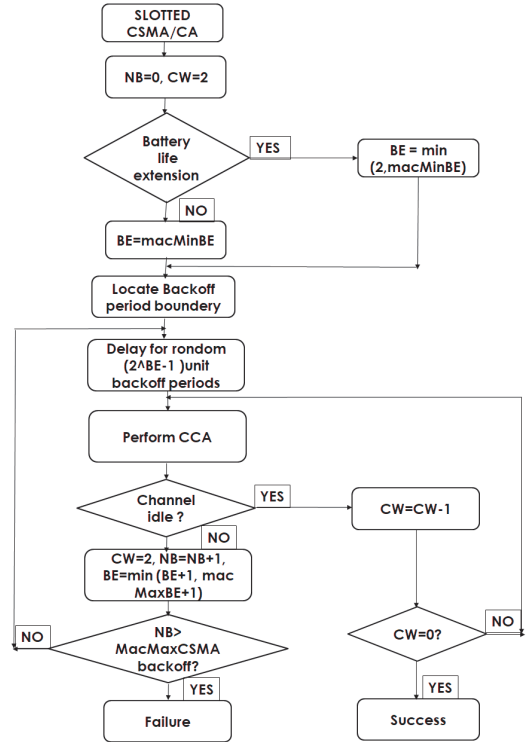 SLOTTED
CSMA/CA
NB=0, CW=2
Battery
life
extension
YES
BE = min
(2,macMinBE)
NO
BE=macMinBE
Locate Backoff
period boundery
Delay for rondom
(2^BE-1 )unit
backoff periods
Perform CCA
Channel
idle ?
YES
CW=CW-1
NO
CW=2, NB=NB+1,
BE=min (BE+1, mac
MaxBE+1)
NO
NB>
MacMaxCSMA
backoff?
CW=0?
NO
YES
YES
Failure
Success